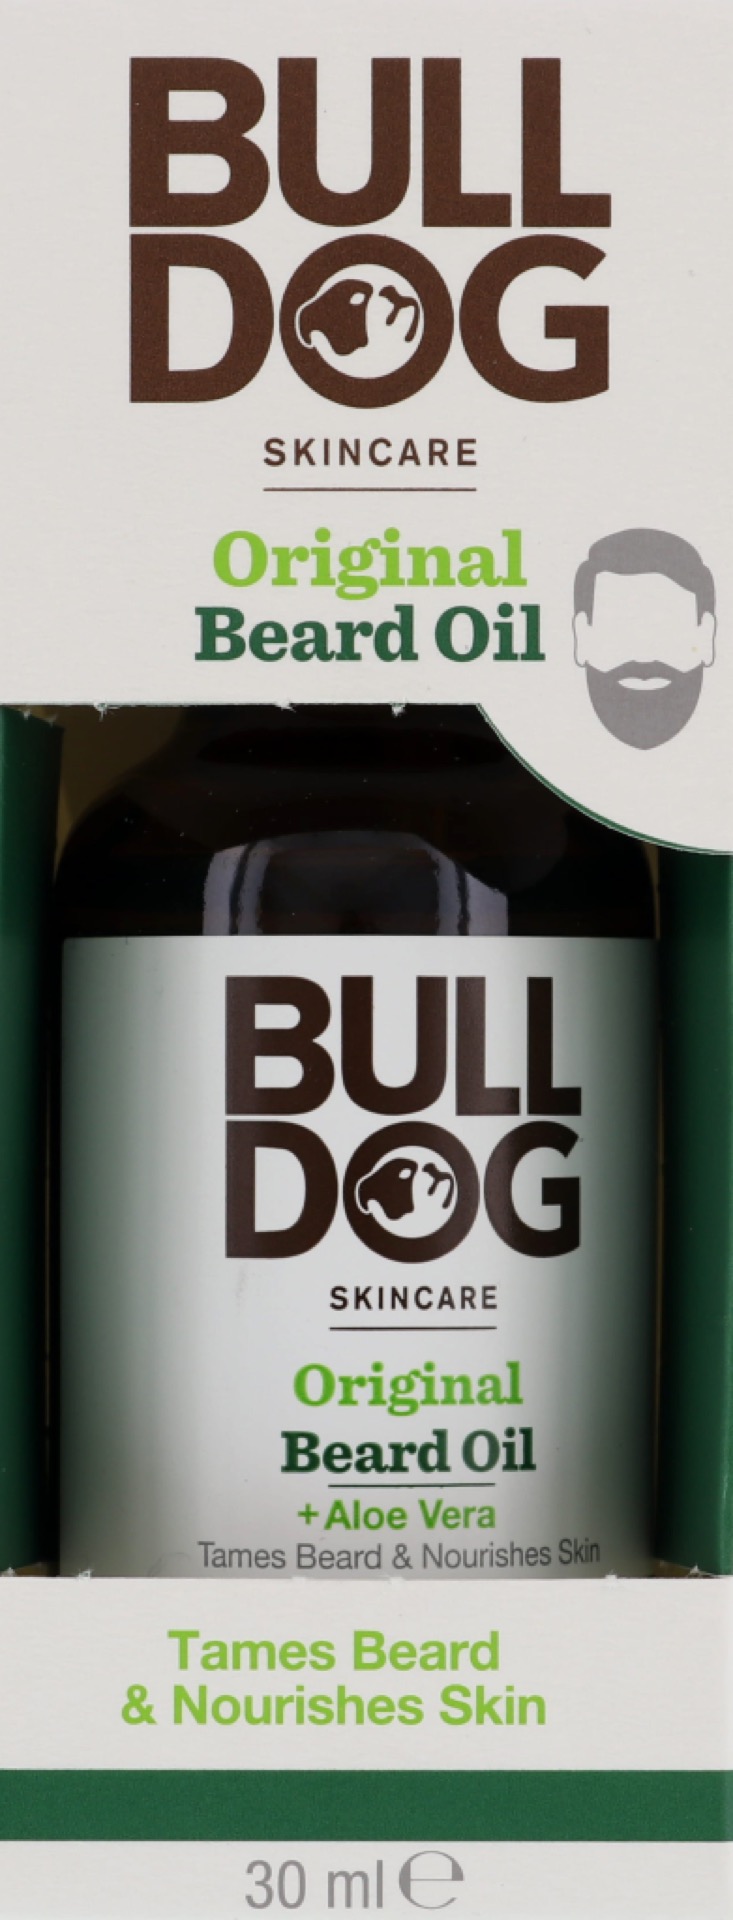 BULL
DOG
SKINCARE
Original
Beard Oil
BULL
DOG
SKINCARE
Original
Beard Oil
+Aloe Vera
Tames Beard & Nourishes Skin
Tames Beard
& Nourishes Skin
30 ml ℮